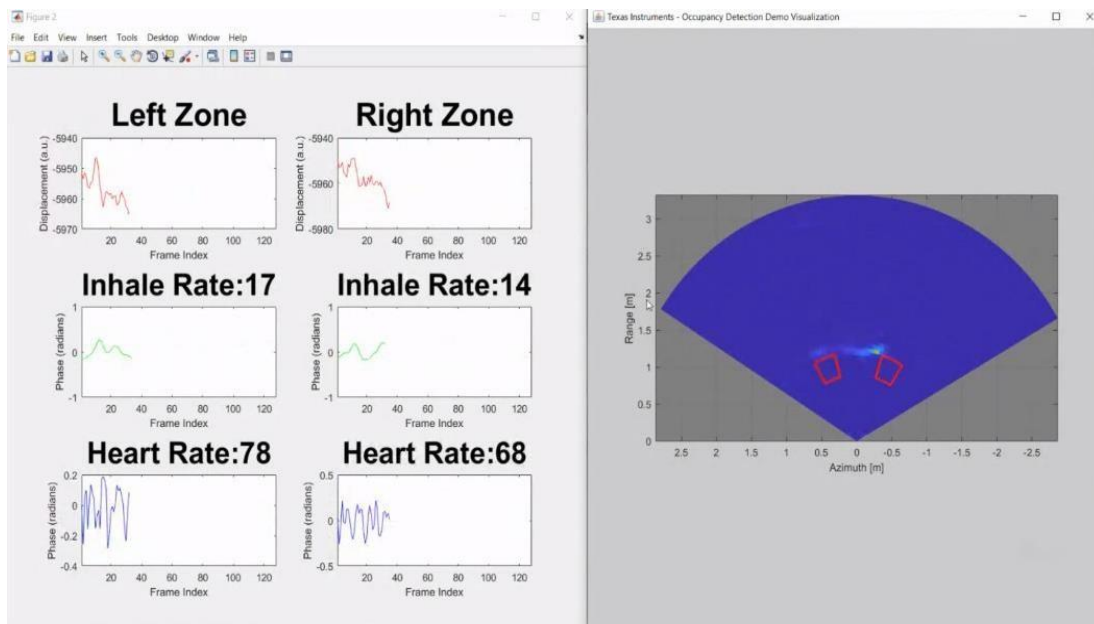 Figure 2
File Edit View Insert Tools Desktop Window Help
Left Zone
Displacement (a.u.)
-5940
-5950
-5960
-5970
20 40 60 80 100 120
Frame Index
Right Zone
Displacement (a.u.)
-5940
-5960
-5980
20 40 60 80 100 120
Frame Index
Inhale Rate:17
Phase (radians)
1
0
-1
20 40 60 80 100 120
Frame Index
Inhale Rate:14
Phase (radians)
1
0
-1
20 40 60 80 100 120
Frame Index
Heart Rate:78
Phase (radians)
0.2
0
-0.2
-0.4
20 40 60 80 100 120
Frame Index
Heart Rate:68
Phase (radians)
0.5
0
-0.5
20 40 60 80 100 120
Frame Index
Texas Instruments - Occupancy Detection Demo Visualization
Range [m]
3
2.5
2
1.5
1
0.5
0
2.5 2 1.5 1 0.5 0 -0.5 -1 -1.5 -2 -2.5
Azimuth [m]